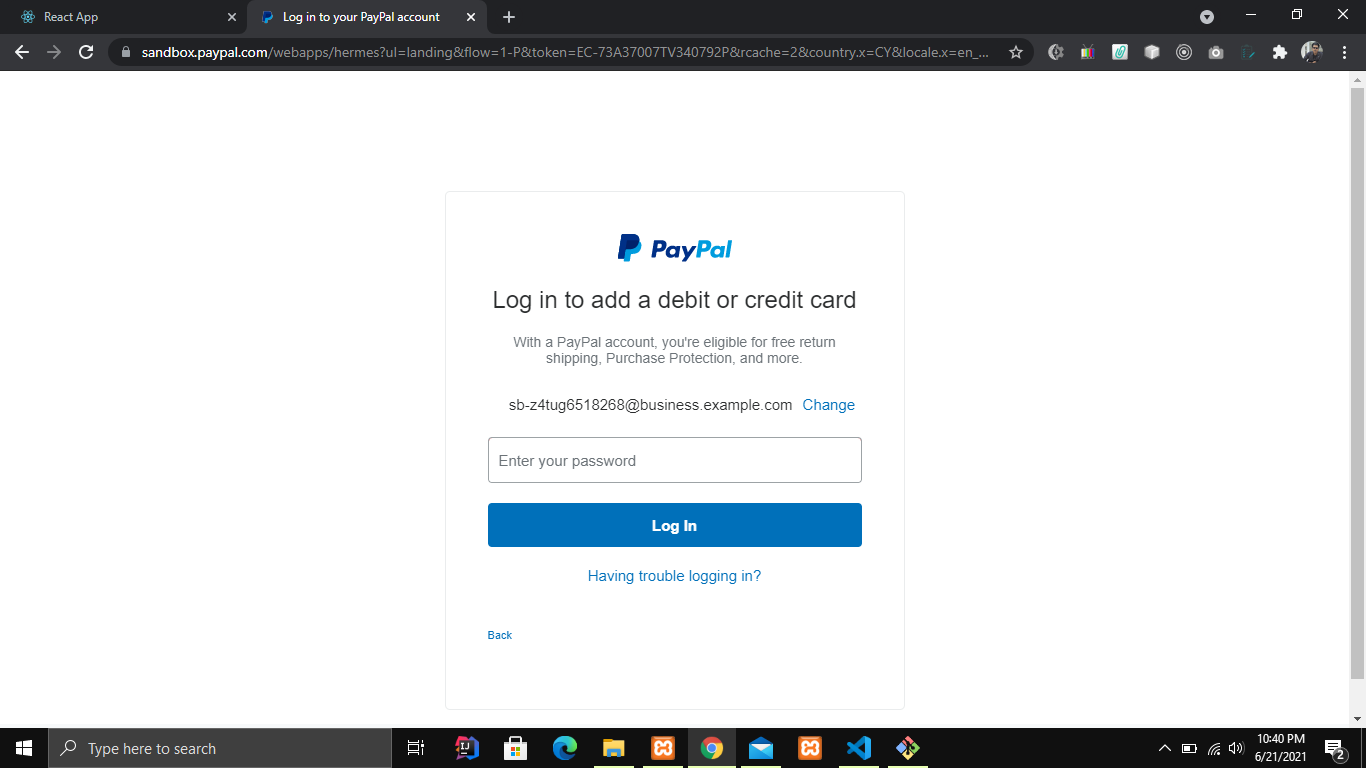 React App
Log in to your PayPal account
sandbox.paypal.com/webapps/hermes?ul=landing&flow=1-P&token=EC-73A37007TV340792P&rcache=2&country.x=CY&locale.x=en_...
PayPal
Log in to add a debit or credit card
With a PayPal account, you're eligible for free return
shipping, Purchase Protection, and more.
sb-z4tug6518268@business.example.com Change
Enter your password
Log In
Having trouble logging in?
Back
Type here to search
IJ
10:40 PM
6/21/2021
2